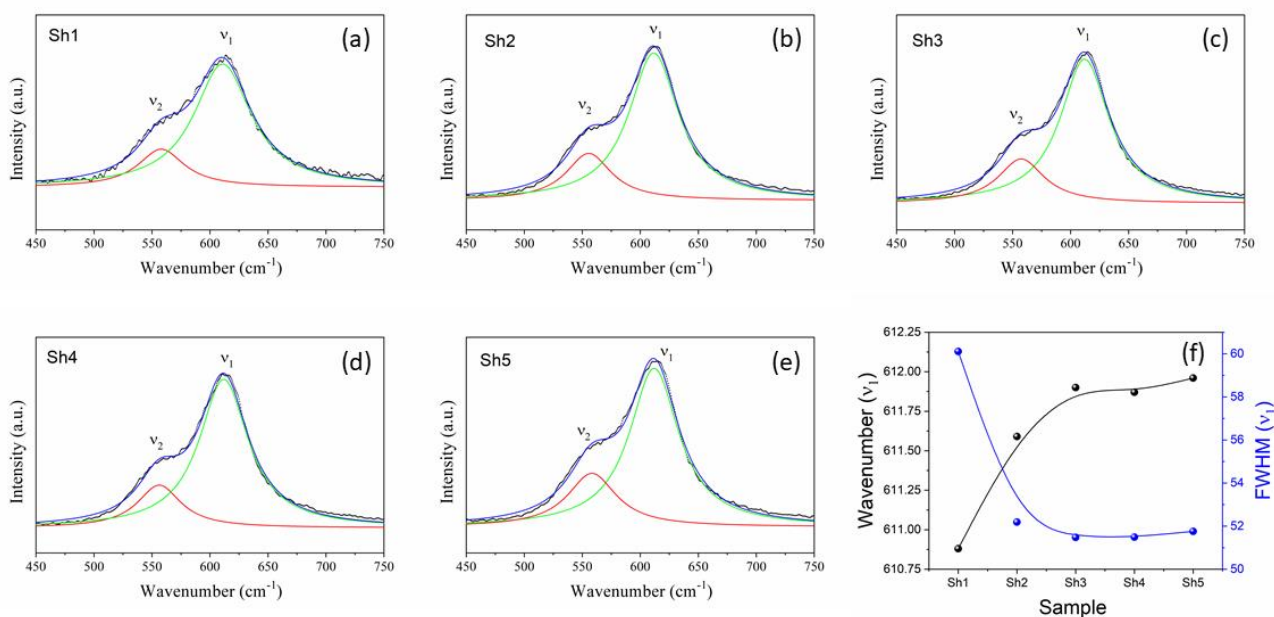 Sh1
ν1
(a)
ν2
Intensity (a.u.)
450 500 550 600 650 700 750
Wavenumber (cm-1)
Sh2
ν1
(b)
ν2
Intensity (a.u.)
450 500 550 600 650 700 750
Wavenumber (cm-1)
Sh3
ν1
(c)
ν2
Intensity (a.u.)
450 500 550 600 650 700 750
Wavenumber (cm-1)
Sh4
ν1
(d)
ν2
Intensity (a.u.)
450 500 550 600 650 700 750
Wavenumber (cm-1)
Sh5
ν1
(e)
ν2
Intensity (a.u.)
450 500 550 600 650 700 750
Wavenumber (cm-1)
(f)
Wavenumber (ν1)
612.25
612.00
611.75
611.50
611.25
611.00
610.75
60
58
56
54
52
50
FWHM (ν1)
Sh1 Sh2 Sh3 Sh4 Sh5
Sample